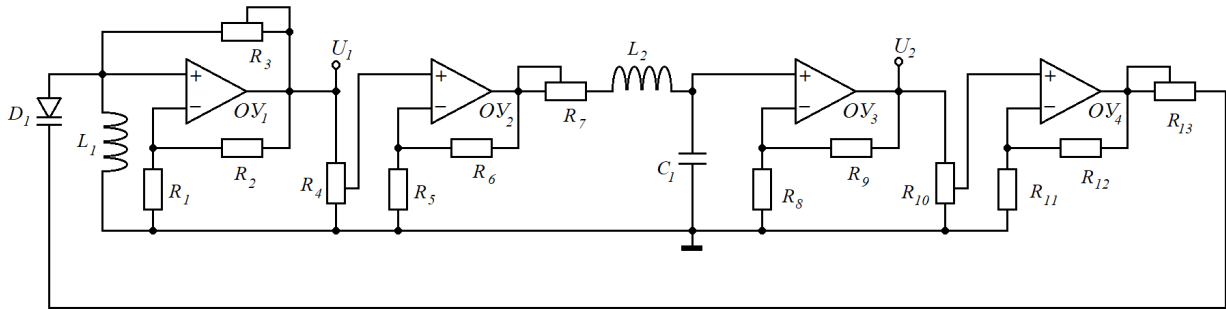 R3
U1
L2
U2
+
+
+
+
−
−
−
−
D1
ОУ1
ОУ2
R7
ОУ3
ОУ4
R13
L1
R2
R6
C1
R9
R12
R1
R4
R5
R8
R10
R11